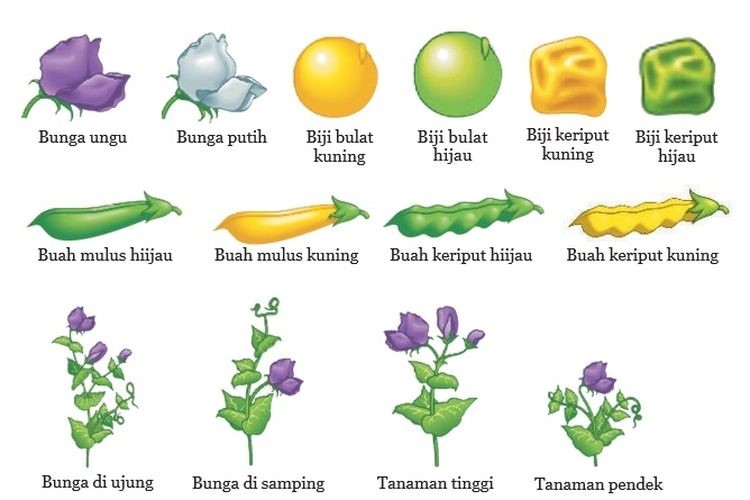 Bunga ungu
Bunga putih
Biji bulat
kuning
Biji bulat
hijau
Biji keriput
kuning
Biji keriput
hijau
Buah mulus hiijau
Buah mulus kuning
Buah keriput hiijau
Buah keriput kuning
Bunga di ujung
Bunga di samping
Tanaman tinggi
Tanaman pendek